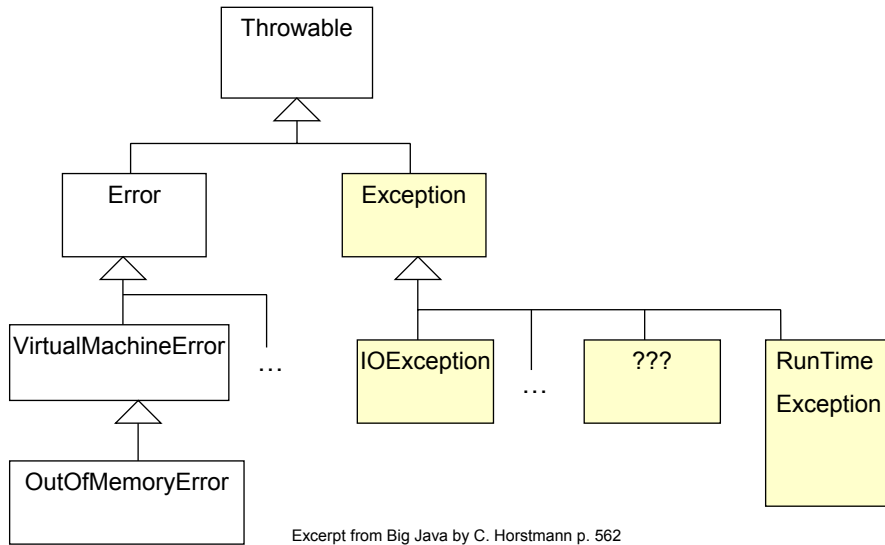 Throwable
Error
Exception
VirtualMachineError
…
IOException
…
???
RunTime
Exception
OutOfMemoryError
Excerpt from Big Java by C. Horstmann p. 562